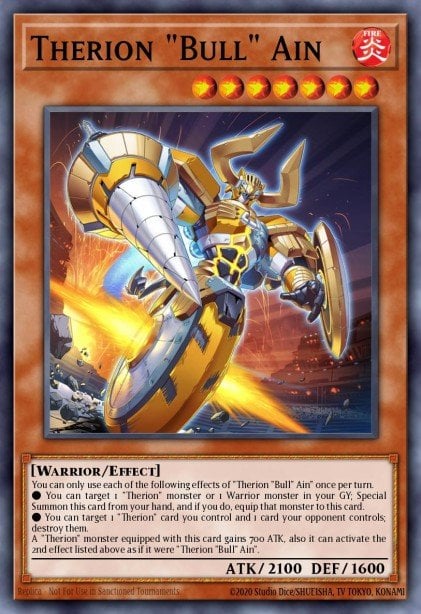 Therion "Bull" Ain
FIRE
炎
[Warrior/Effect]
You can only use each of the following effects of "Therion "Bull" Ain" once per turn.
● You can target 1 "Therion" monster or 1 Warrior monster in your GY; Special
Summon this card from your hand, and if you do, equip that monster to this card.
● You can target 1 "Therion" card you control and 1 card your opponent controls;
destroy them.
A "Therion" monster equipped with this card gains 700 ATK, also it can activate the
2nd effect listed above as if it were "Therion "Bull" Ain".
ATK/2100 DEF/1600
Replica - Not For Use in Sanctioned Tournaments
©2020 Studio Dice/SHUEISHA, TV TOKYO, KONAMI